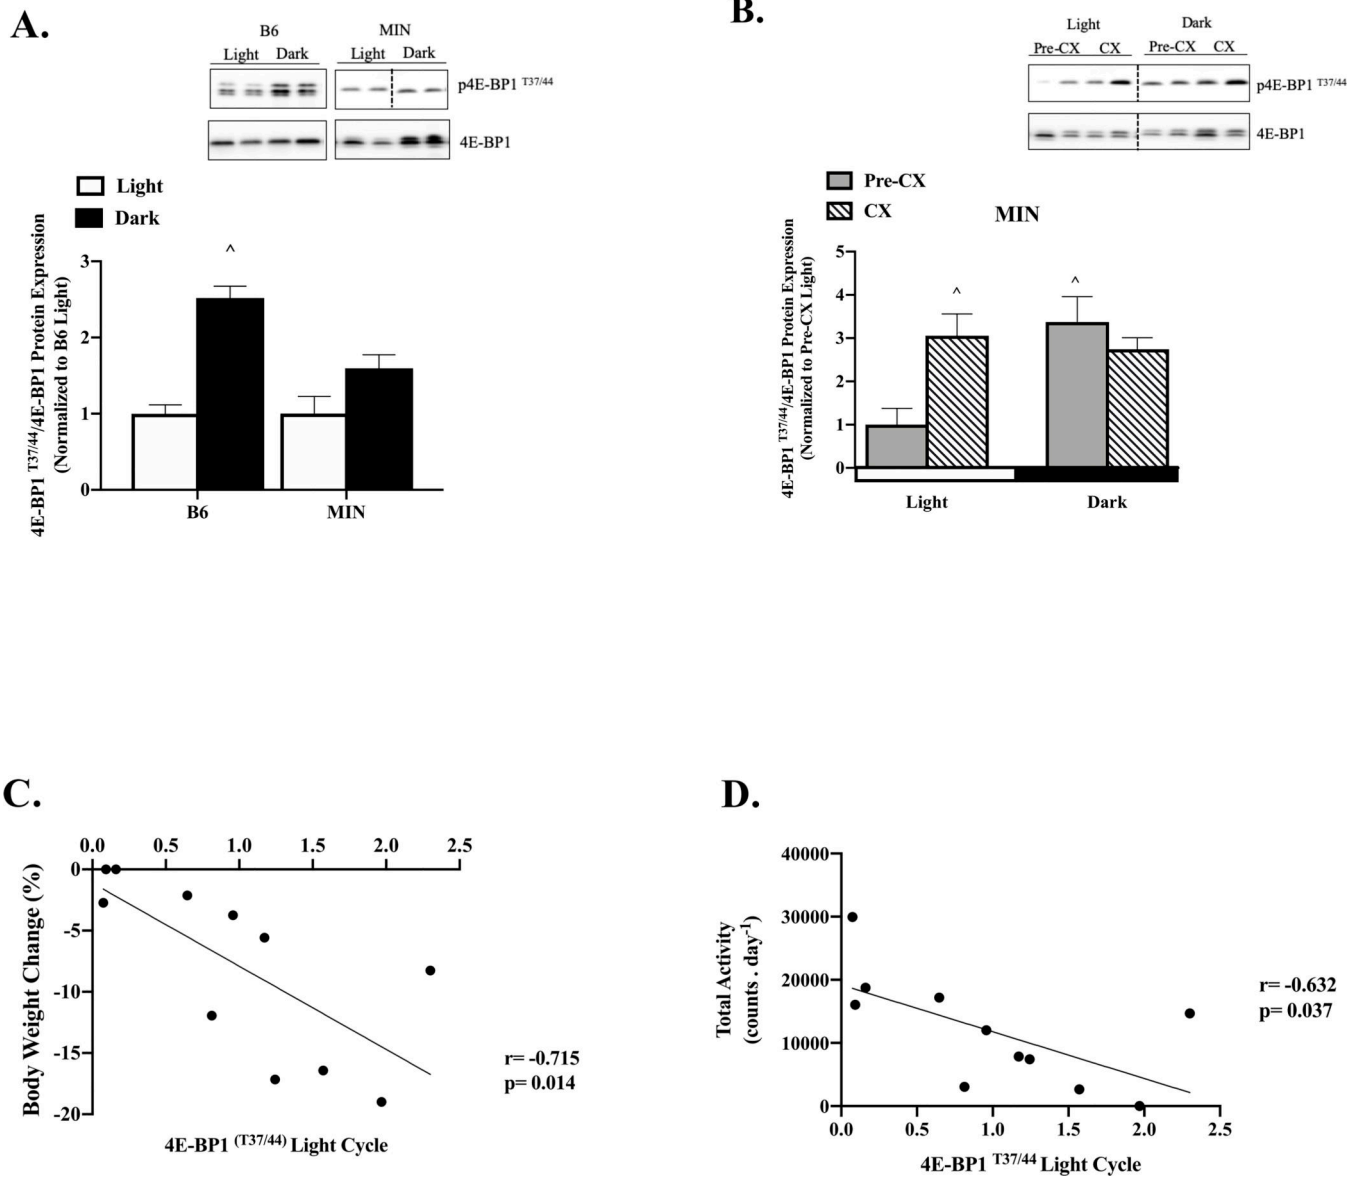 A.
B6 MIN
Light Dark Light Dark
p4E-BP1 T37/44
4E-BP1
Light
Dark
4E-BP1 T37/44/4E-BP1 Protein Expression
(Normalized to B6 Light)
^
3
2
1
0
B6 MIN
B.
Light Dark
Pre-CX CX Pre-CX CX
p4E-BP1 T37/44
4E-BP1
Pre-CX
CX
MIN
4E-BP1 T37/44/4E-BP1 Protein Expression
(Normalized to Pre-CX Light)
5
4
3
2
1
0
^ ^
Light Dark
C.
0.0 0.5 1.0 1.5 2.0 2.5
Body Weight Change (%)
0
-5
-10
-15
-20
r= -0.715
p= 0.014
4E-BP1 (T37/44) Light Cycle
D.
Total Activity
(counts . day-1)
40000
30000
20000
10000
0
r= -0.632
p= 0.037
0.0 0.5 1.0 1.5 2.0 2.5
4E-BP1 T37/44 Light Cycle